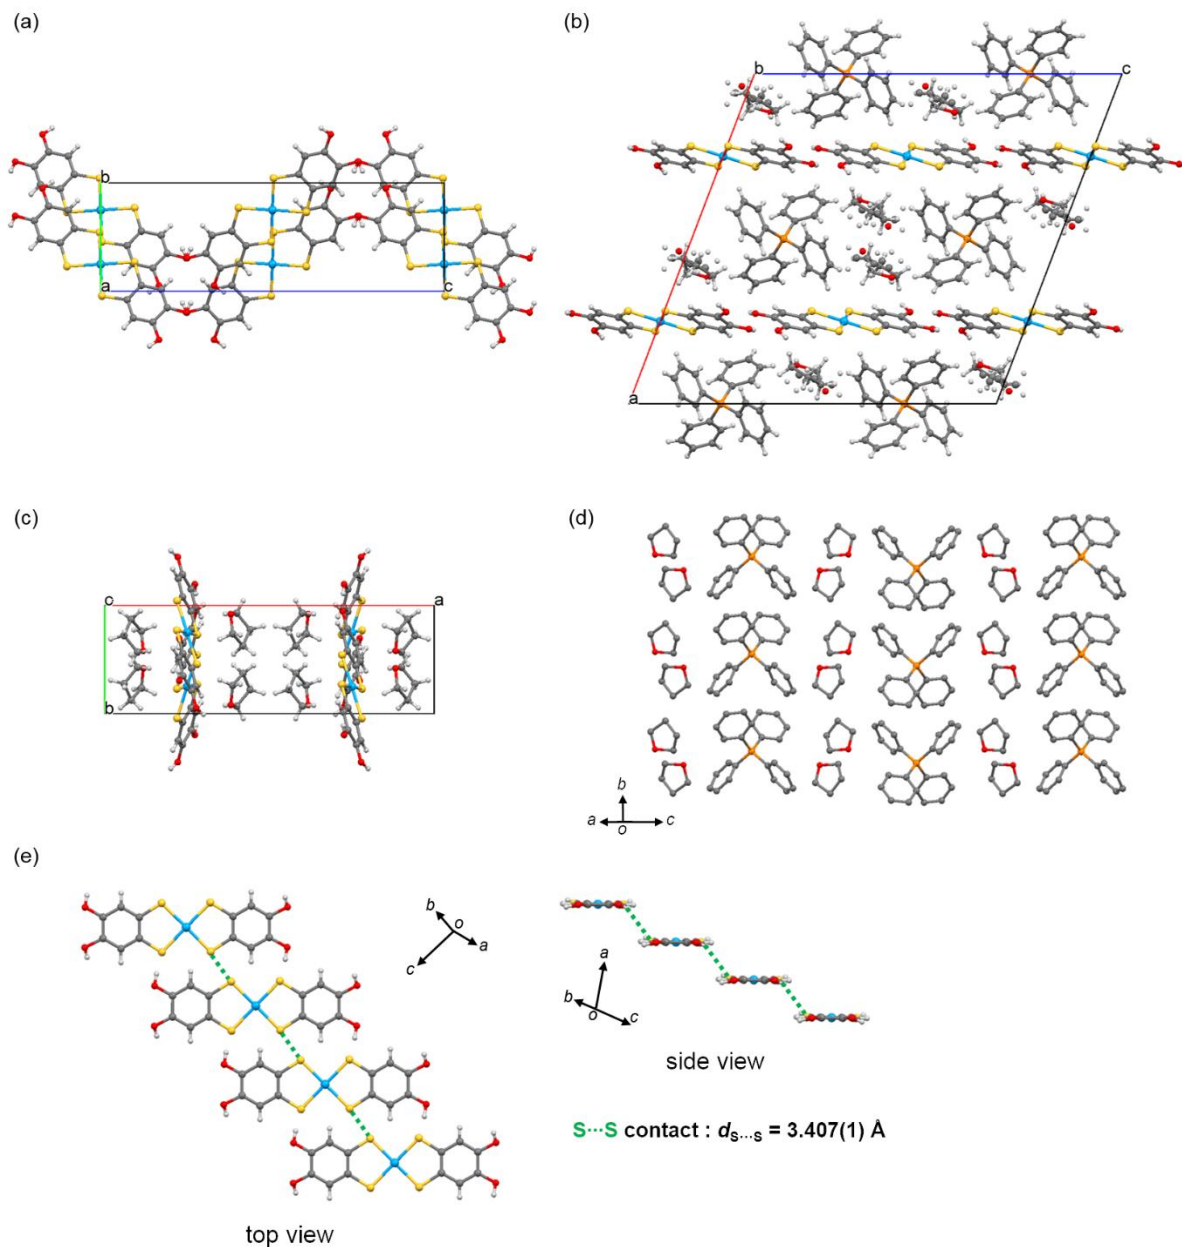 (a)
b
a
c
(b)
b
c
a
(c)
c
a
b
(d)
b
a
o
c
(e)
b
o
a
c
a
b
o
c
side view
S···S contact : dS···S = 3.407(1) Å
top view